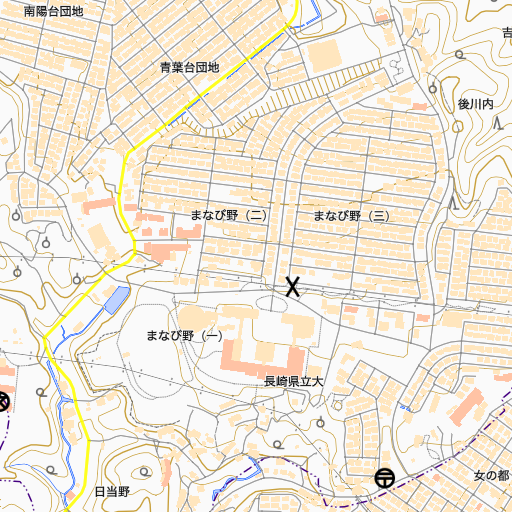 南陽台団地
吉
青葉台団地
後川内
まなび野（二）
まなび野（三）
まなび野（一）
長崎県立大
女の都
日当野